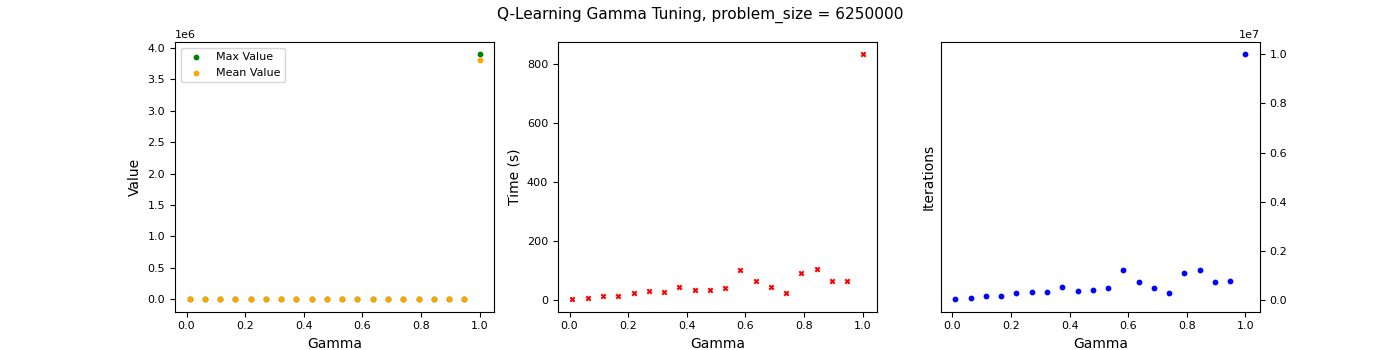 Q-Learning Gamma Tuning, problem_size = 6250000
1e6
Max Value
Mean Value
Value
4.0
3.5
3.0
2.5
2.0
1.5
1.0
0.5
0.0
0.0 0.2 0.4 0.6 0.8 1.0
Gamma
Time (s)
800
600
400
200
0
0.0 0.2 0.4 0.6 0.8 1.0
Gamma
Iterations
1e7
1.0
0.8
0.6
0.4
0.2
0.0
0.0 0.2 0.4 0.6 0.8 1.0
Gamma